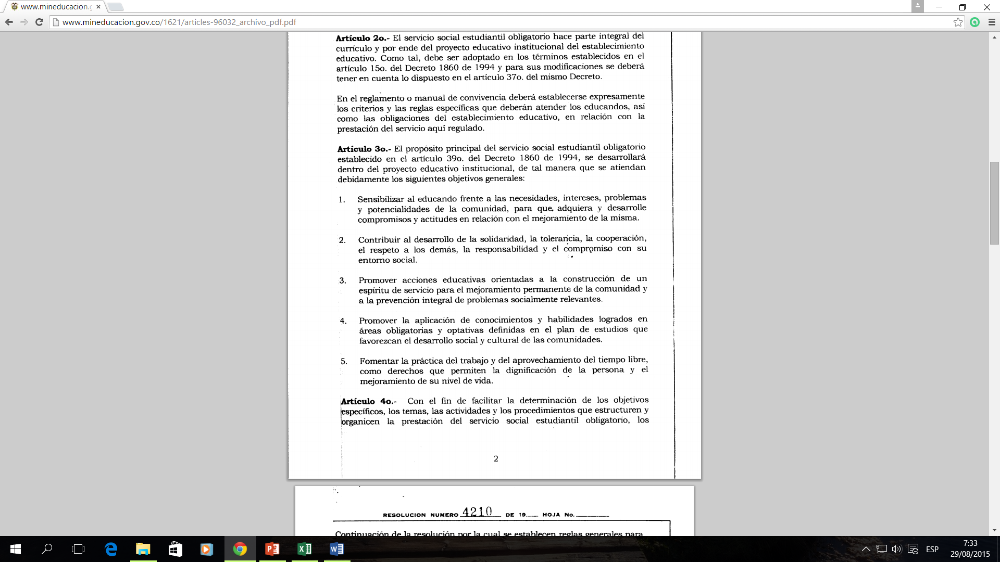 www.mineducacion.g
www.mineducacion.gov.co/1621/articles-96032_archivo_pdf.pdf
Artículo 2o.- El servicio social estudiantil obligatorio hace parte integral del
currículo y por ende del proyecto educativo institucional del establecimiento
educativo. Como tal, debe ser adoptado en los términos establecidos en el
artículo 15o. del Decreto 1860 de 1994 y para sus modificaciones se deberá
tener en cuenta lo dispuesto en el artículo 37o. del mismo Decreto.
En el reglamento o manual de convivencia deberá establecerse expresamente
los criterios y las reglas específicas que deberán atender los educandos, así
como las obligaciones del establecimiento educativo, en relación con la
prestación del servicio aquí regulado.
Artículo 3o.- El propósito principal del servicio social estudiantil obligatorio
establecido en el artículo 39o. del Decreto 1860 de 1994, se desarrollará
dentro del proyecto educativo institucional, de tal manera que se atiendan
debidamente los siguientes objetivos generales:
1. Sensibilizar al educando frente a las necesidades, intereses, problemas
y potencialidades de la comunidad, para que adquiera y desarrolle
compromisos y actitudes en relación con el mejoramiento de la misma.
2. Contribuir al desarrollo de la solidaridad, la tolerancia, la cooperación,
el respeto a los demás, la responsabilidad y el compromiso con su
entorno social.
3. Promover acciones educativas orientadas a la construcción de un
espíritu de servicio para el mejoramiento permanente de la comunidad y
a la prevención integral de problemas socialmente relevantes.
4. Promover la aplicación de conocimientos y habilidades logrados en
áreas obligatorias y optativas definidas en el plan de estudios que
favorezcan el desarrollo social y cultural de las comunidades.
5. Fomentar la práctica del trabajo y del aprovechamiento del tiempo libre,
como derechos que permiten la dignificación de la persona y el
mejoramiento de su nivel de vida.
Artículo 4o.- Con el fin de facilitar la determinación de los objetivos
específicos, los temas, las actividades y los procedimientos que estructuren y
organicen la prestación del servicio social estudiantil obligatorio, los
2
RESOLUCION NUMERO 4210 DE 19___ HOJA No.________
Continuación de la resolución por la cual se establecen reglas generales para
ESP
7:33
29/08/2015